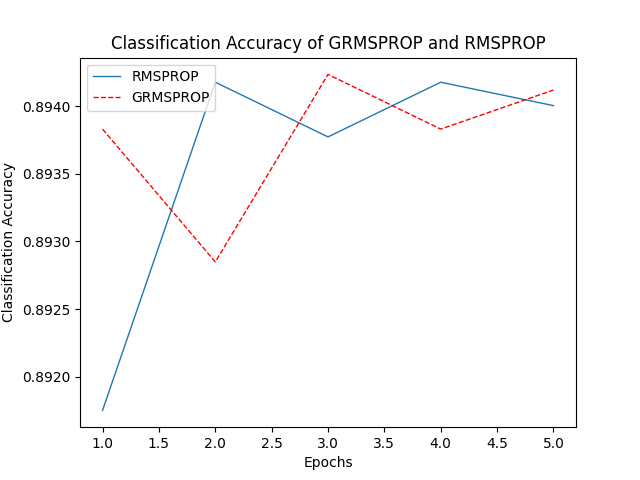 Classification Accuracy of GRMSPROP and RMSPROP
RMSPROP
GRMSPROP
Classification Accuracy
0.8940
0.8935
0.8930
0.8925
0.8920
1.0 1.5 2.0 2.5 3.0 3.5 4.0 4.5 5.0
Epochs